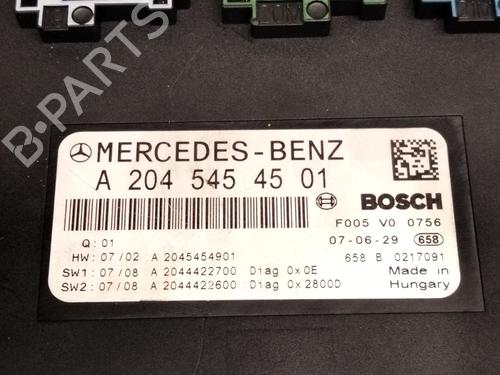 MERCEDES-BENZ
A 204 545 45 01
BOSCH
F005 V0 0756
Q: 01
07-06-29 658
HW: 07/02 A 2045454901
658 B 0217091
SW1: 07/08 A 2044422700 Diag 0x0E
Made in
SW2: 07/08 A 2044422600 Diag 0x2800D
Hungary
B-PARTS